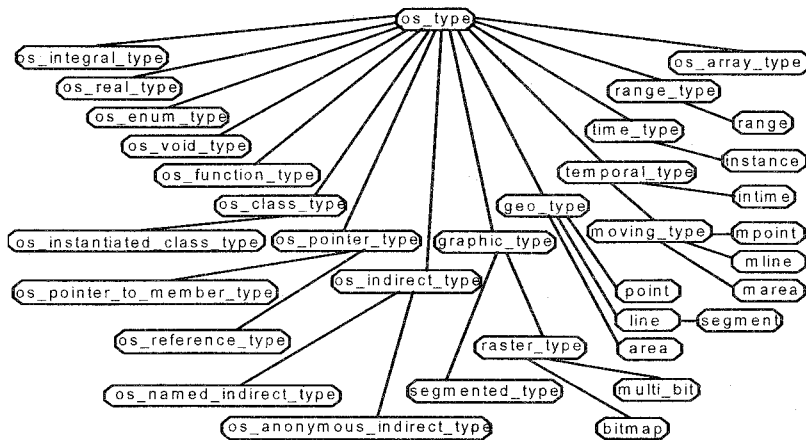 os_type
os_integral_type
os_array_type
os_real_type
range_type
os_enum_type
range
os_void_type
time_type
os_function_type
instance
temporal_type
os_class_type
geo_type
intime
os_instantiated_class_type
os_pointer_type
graphic_type
moving_type
mpoint
mline
os_pointer_to_member_type
os_indirect_type
point
marea
line
segment
os_reference_type
raster_type
area
os_named_indirect_type
segmented_type
multi_bit
os_anonymous_indirect_type
bitmap